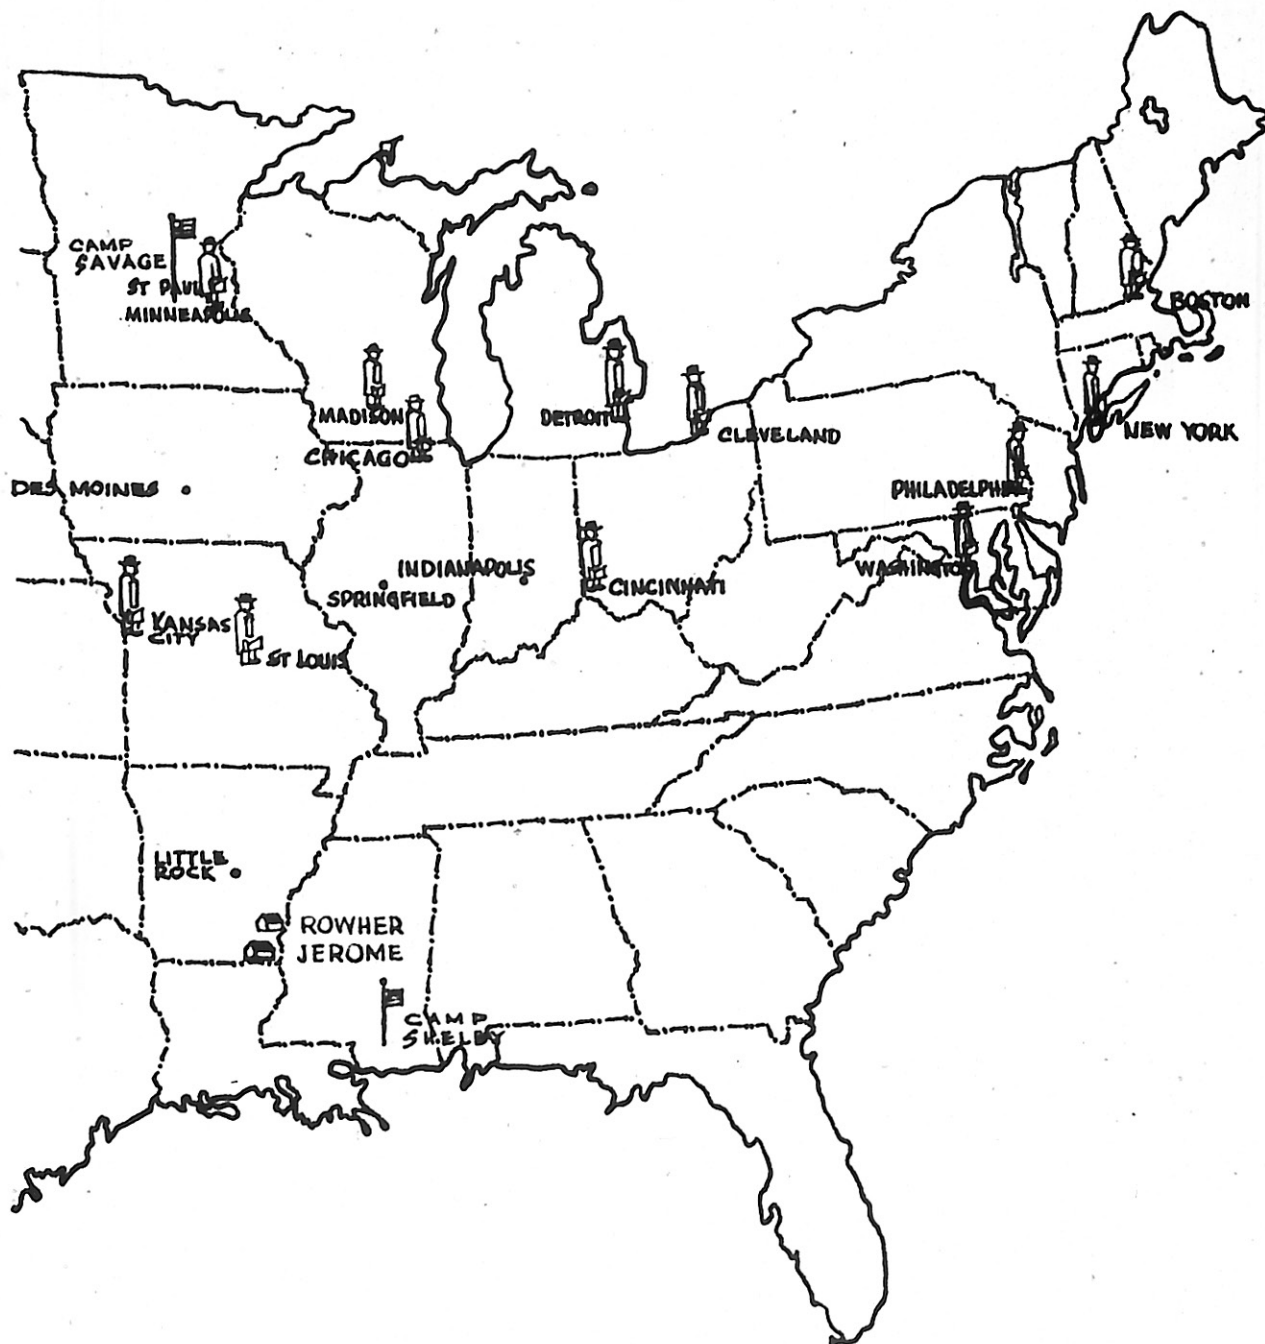 CAMP
SAVAGE
ST PAUL
MINNEAPOLIS
BOSTON
MADISON
DETROIT
CLEVELAND
NEW YORK
CHICAGO
DES MOINES
PHILADELPHIA
INDIANAPOLIS
WASHINGTON
CINCINNATI
SPRINGFIELD
KANSAS
CITY
ST LOUIS
LITTLE
ROCK
ROWHER
JEROME
CAMP
SHELBY